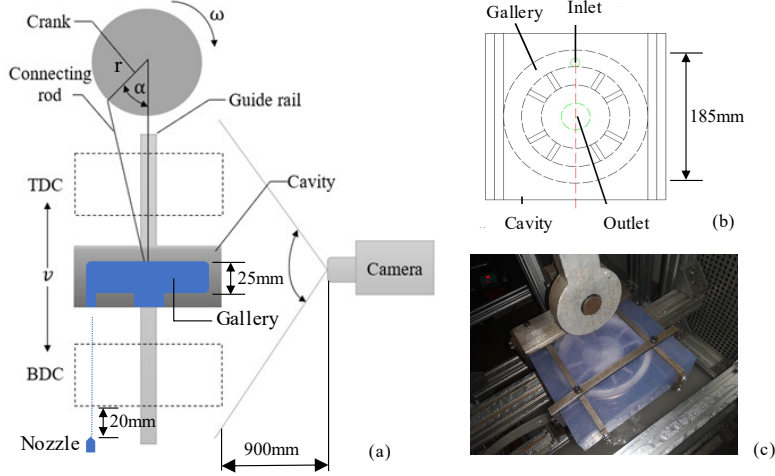 Crank
ω
r
α
Connecting
rod
Guide rail
TDC
Cavity
v
25mm
Camera
Gallery
BDC
20mm
Nozzle
900mm
(a)
Gallery
Inlet
185mm
Cavity
Outlet
(b)
(c)